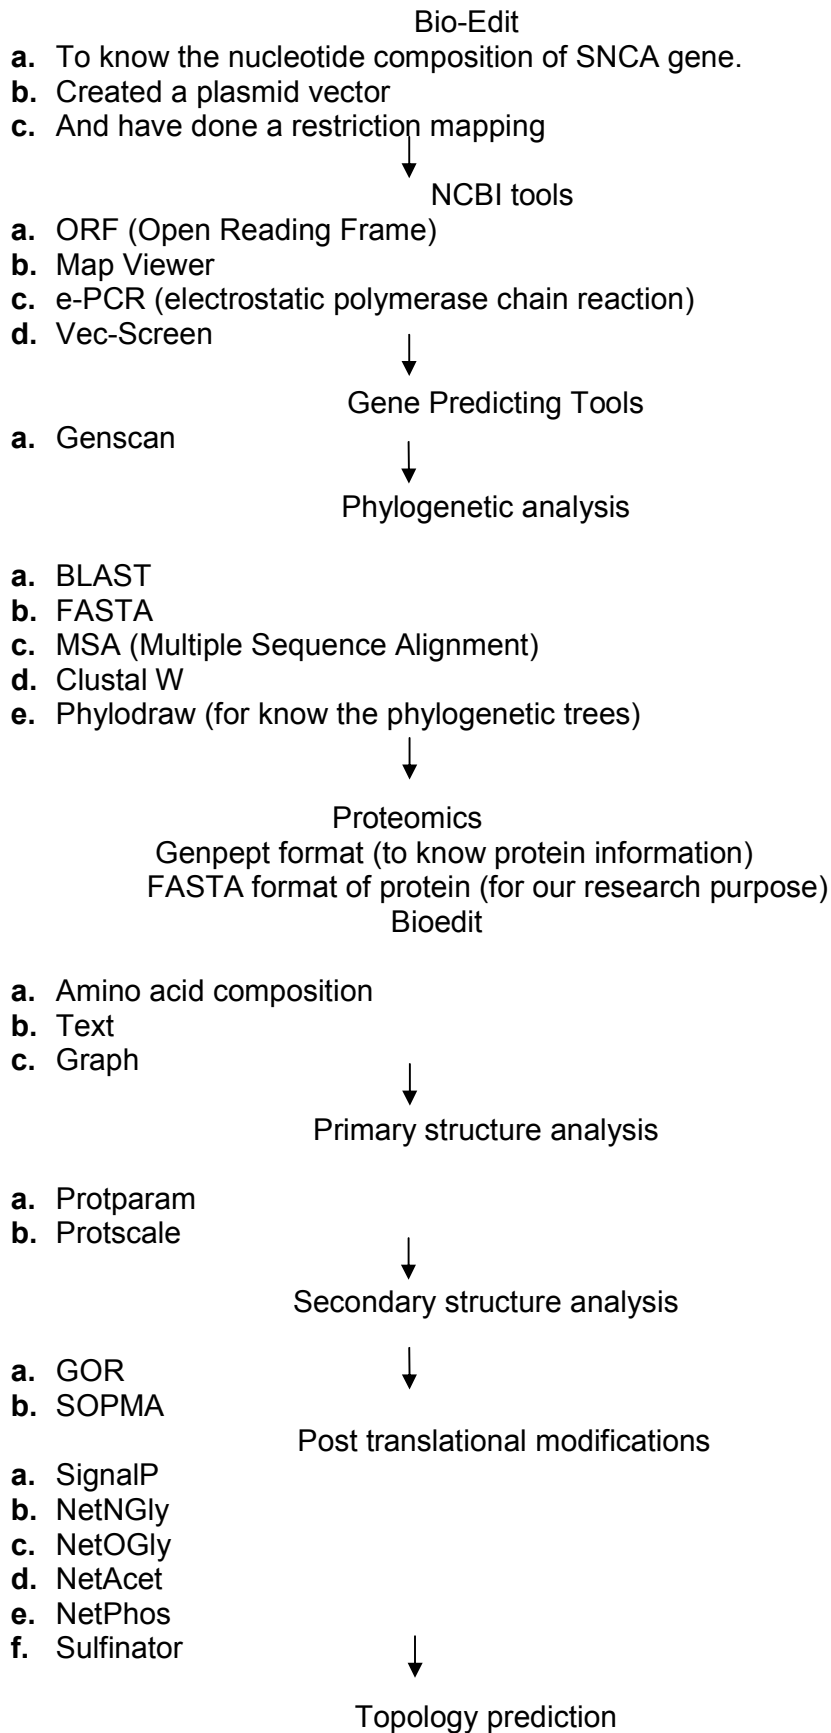 Bio-Edit
a. To know the nucleotide composition of SNCA gene.
b. Created a plasmid vector
c. And have done a restriction mapping
NCBI tools
a. ORF (Open Reading Frame)
b. Map Viewer
c. e-PCR (electrostatic polymerase chain reaction)
d. Vec-Screen
Gene Predicting Tools
a. Genscan
Phylogenetic analysis
a. BLAST
b. FASTA
c. MSA (Multiple Sequence Alignment)
d. Clustal W
e. Phylodraw (for know the phylogenetic trees)
Proteomics
Genpept format (to know protein information)
FASTA format of protein (for our research purpose)
Bioedit
a. Amino acid composition
b. Text
c. Graph
Primary structure analysis
a. Protparam
b. Protscale
Secondary structure analysis
a. GOR
b. SOPMA
Post translational modifications
a. SignalP
b. NetNGly
c. NetOGly
d. NetAcet
e. NetPhos
f. Sulfinator
Topology prediction